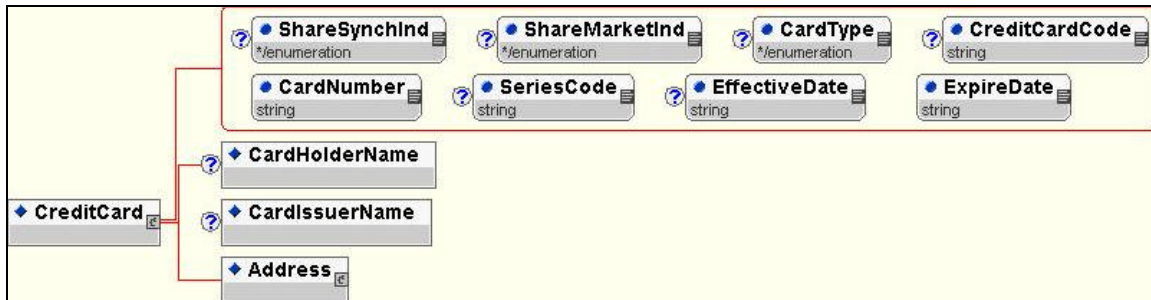 ShareSynchInd ShareMarketInd CardType CreditCardCode
*/enumeration */enumeration */enumeration string
CardNumber SeriesCode EffectiveDate ExpireDate
string string string string
CardHolderName
CreditCard
CardIssuerName
Address